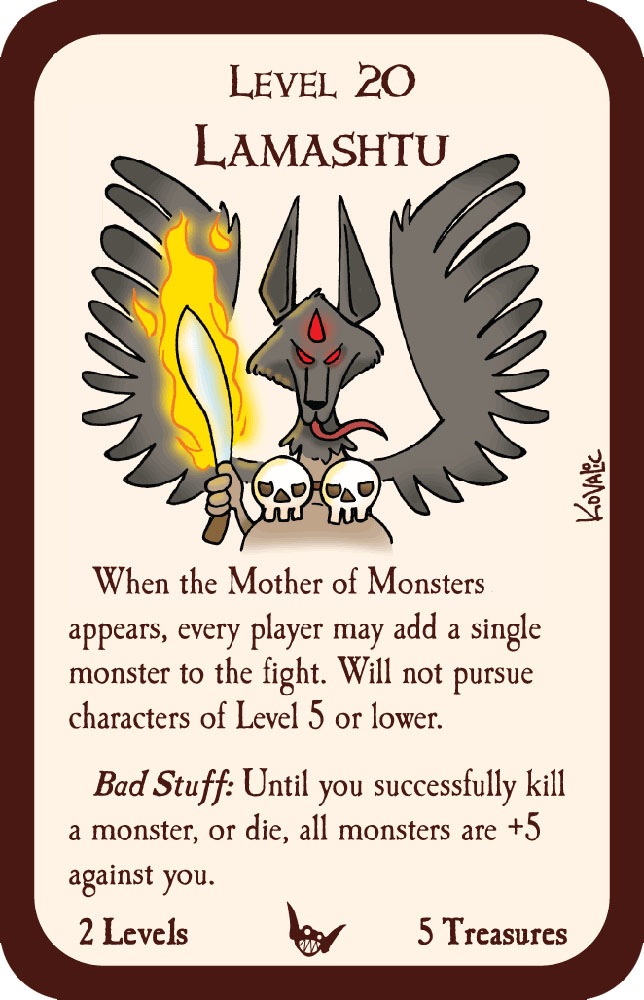 Level 20
Lamashtu
Kovalic
When the Mother of Monsters
appears, every player may add a single
monster to the fight. Will not pursue
characters of Level 5 or lower.
Bad Stuff: Until you successfully kill
a monster, or die, all monsters are +5
against you.
2 Levels 5 Treasures